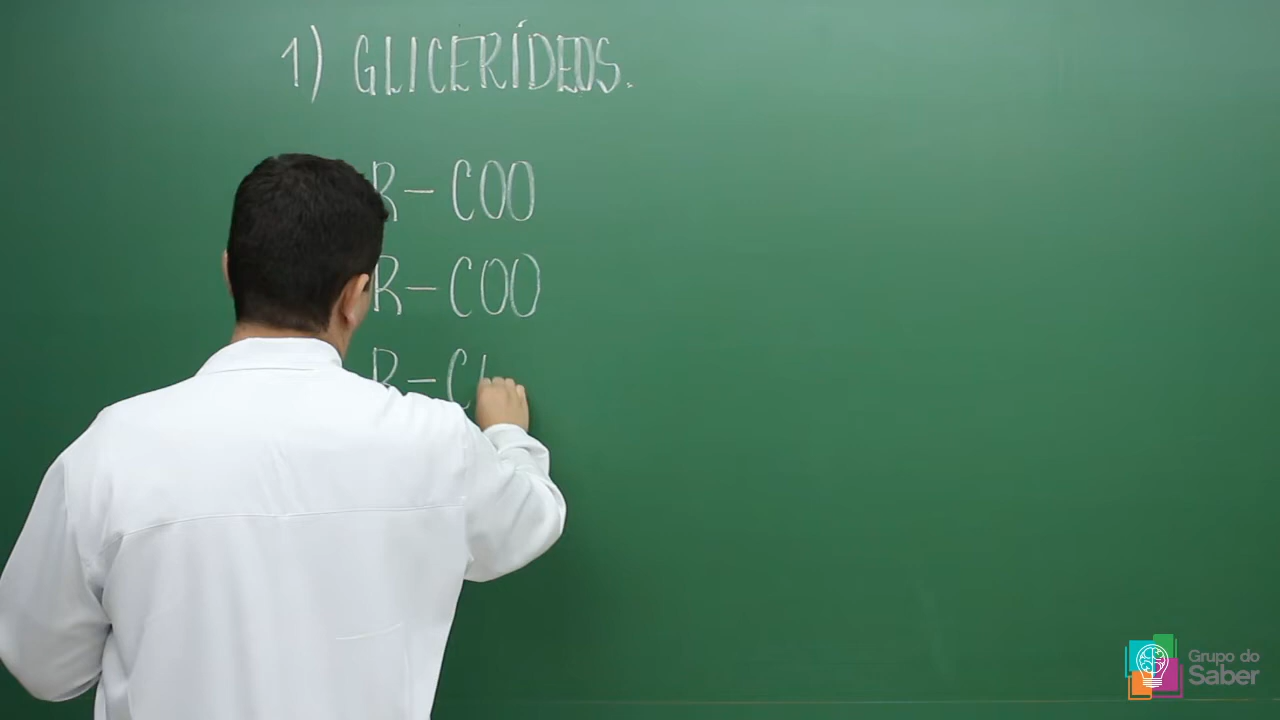 1) GLICERÍDEOS.
R - COO
R - COO
R - C
Grupo do
Saber